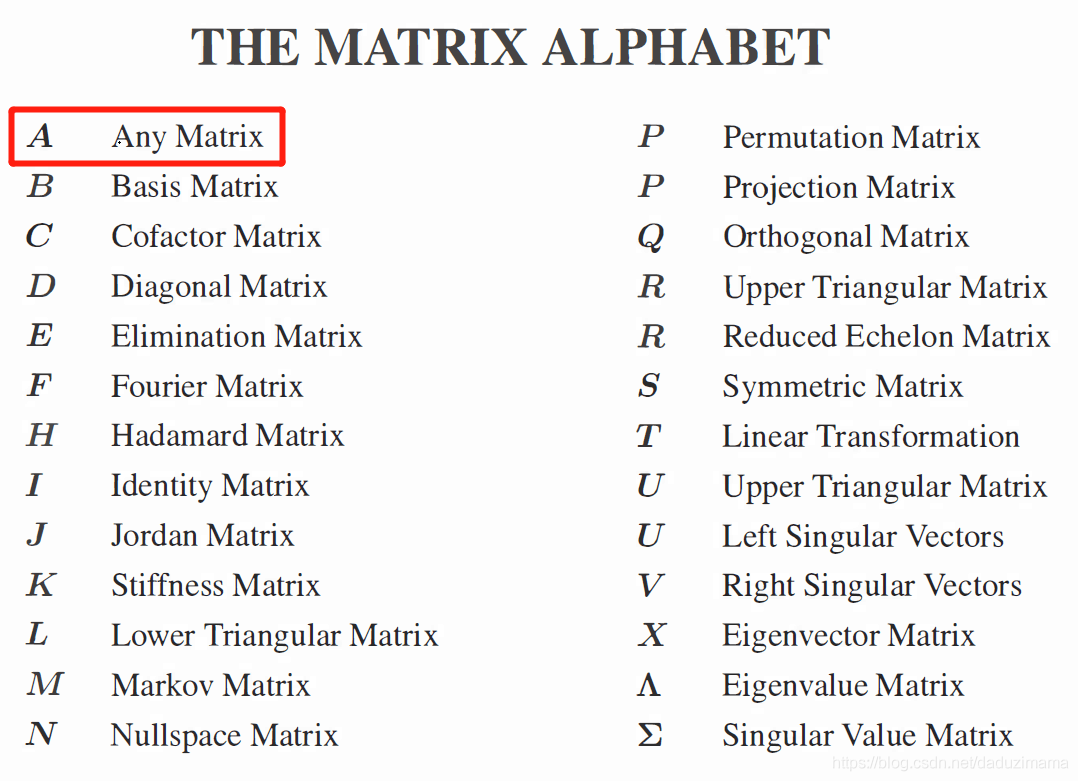 THE MATRIX ALPHABET
A Any Matrix
B Basis Matrix
C Cofactor Matrix
D Diagonal Matrix
E Elimination Matrix
F Fourier Matrix
H Hadamard Matrix
I Identity Matrix
J Jordan Matrix
K Stiffness Matrix
L Lower Triangular Matrix
M Markov Matrix
N Nullspace Matrix
P Permutation Matrix
P Projection Matrix
Q Orthogonal Matrix
R Upper Triangular Matrix
R Reduced Echelon Matrix
S Symmetric Matrix
T Linear Transformation
U Upper Triangular Matrix
U Left Singular Vectors
V Right Singular Vectors
X Eigenvector Matrix
Λ Eigenvalue Matrix
Σ Singular Value Matrix
https://blog.csdn.net/daduzimama